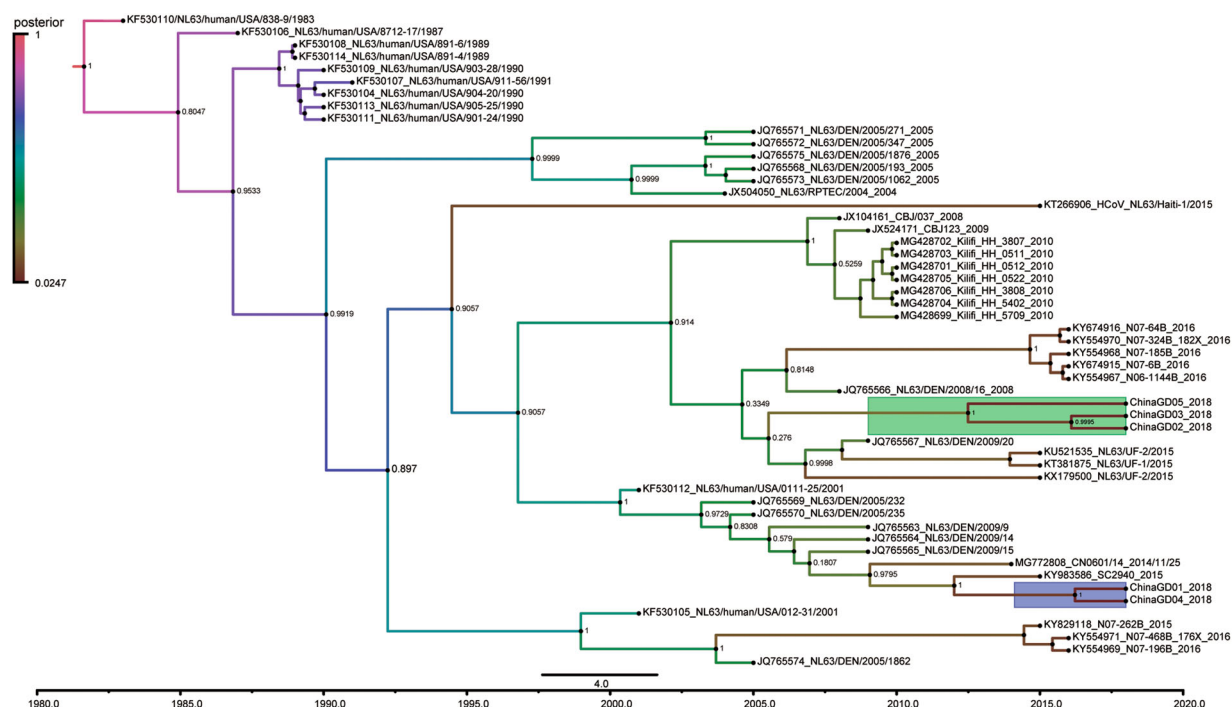 posterior
1
0.0247
KF530110/NL63/human/USA/838-9/1983
KF530106_NL63/human/USA/8712-17/1987
KF530108_NL63/human/USA/891-6/1989
KF530114_NL63/human/USA/891-4/1989
1
1
KF530109_NL63/human/USA/903-28/1990
KF530107_NL63/human/USA/911-56/1991
KF530104_NL63/human/USA/904-20/1990
KF530113_NL63/human/USA/905-25/1990
0.8047
KF530111_NL63/human/USA/901-24/1990
JQ765571_NL63/DEN/2005/271_2005
1
JQ765572_NL63/DEN/2005/347_2005
0.9999
JQ765575_NL63/DEN/2005/1876_2005
1
JQ765568_NL63/DEN/2005/193_2005
0.9999
JQ765573_NL63/DEN/2005/1062_2005
0.9533
JX504050_NL63/RPTEC/2004_2004
KT266906_HCoV_NL63/Haiti-1/2015
JX104161_CBJ/037_2008
JX524171_CBJ123_2009
1
MG428702_Kilifi_HH_3807_2010
MG428703_Kilifi_HH_0511_2010
0.5259
MG428701_Kilifi_HH_0512_2010
MG428705_Kilifi_HH_0522_2010
MG428706_Kilifi_HH_3808_2010
MG428704_Kilifi_HH_5402_2010
0.9057
0.9919
MG428699_Kilifi_HH_5709_2010
0.914
KY674916_N07-64B_2016
KY554970_N07-324B_182X_2016
1
KY554968_N07-185B_2016
KY674915_N07-6B_2016
0.8148
KY554967_N06-1144B_2016
JQ765566_NL63/DEN/2008/16_2008
0.3349
ChinaGD05_2018
0.9057
1
ChinaGD03_2018
0.9995
ChinaGD02_2018
0.276
JQ765567_NL63/DEN/2009/20
KU521535_NL63/UF-2/2015
0.9998
KT381875_NL63/UF-1/2015
0.897
KX179500_NL63/UF-2/2015
KF530112_NL63/human/USA/0111-25/2001
1
JQ765569_NL63/DEN/2005/232
0.9729
JQ765570_NL63/DEN/2005/235
0.8308
JQ765563_NL63/DEN/2009/9
0.579
JQ765564_NL63/DEN/2009/14
JQ765565_NL63/DEN/2009/15
0.1807
MG772808_CN0601/14_2014/11/25
0.9795
KY983586_SC2940_2015
1
ChinaGD01_2018
1
ChinaGD04_2018
KF530105_NL63/human/USA/012-31/2001
KY829118_N07-262B_2015
1
KY554971_N07-468B_176X_2016
1
KY554969_N07-196B_2016
JQ765574_NL63/DEN/2005/1862
4.0
1980.0 1985.0 1990.0 1995.0 2000.0 2005.0 2010.0 2015.0 2020.0